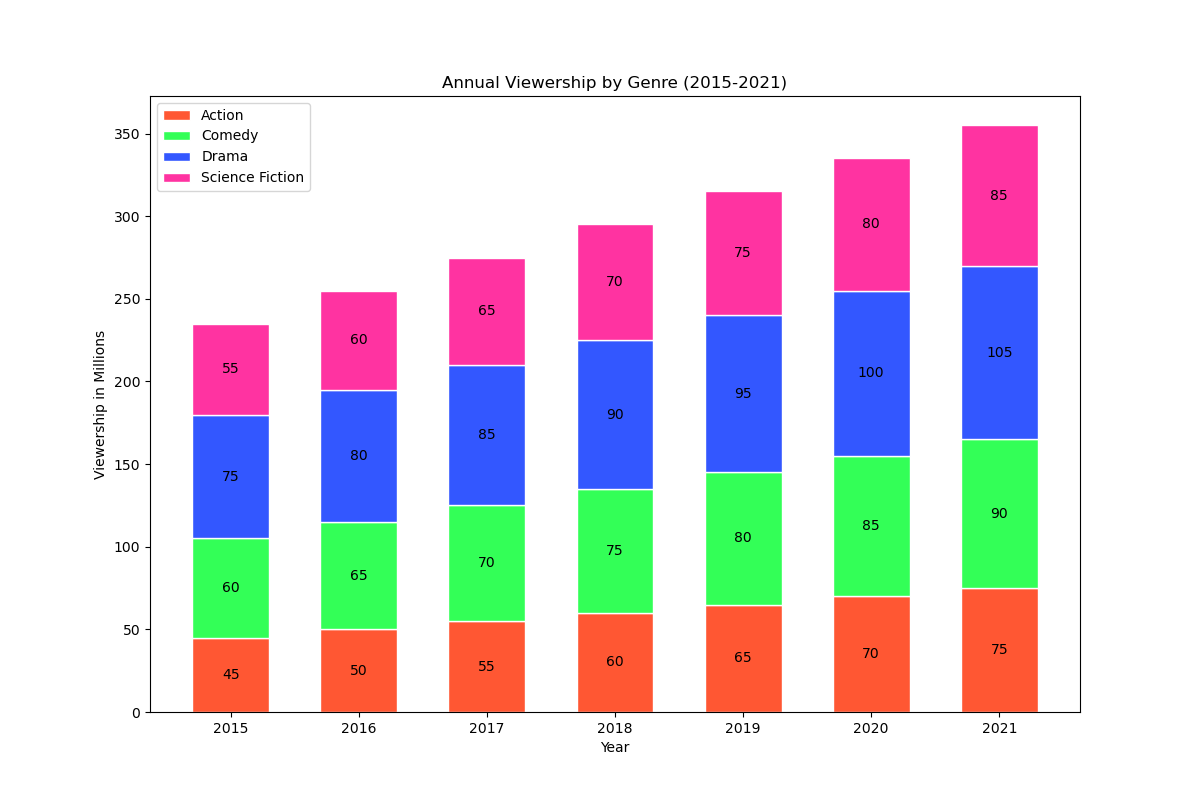 Annual Viewership by Genre (2015-2021)
Action
Comedy
Drama
Science Fiction
Viewership in Millions
350
300
250
200
150
100
50
0
55 60 65 70 75 80 85
75 80 85 90 95 100 105
60 65 70 75 80 85 90
45 50 55 60 65 70 75
2015 2016 2017 2018 2019 2020 2021
Year